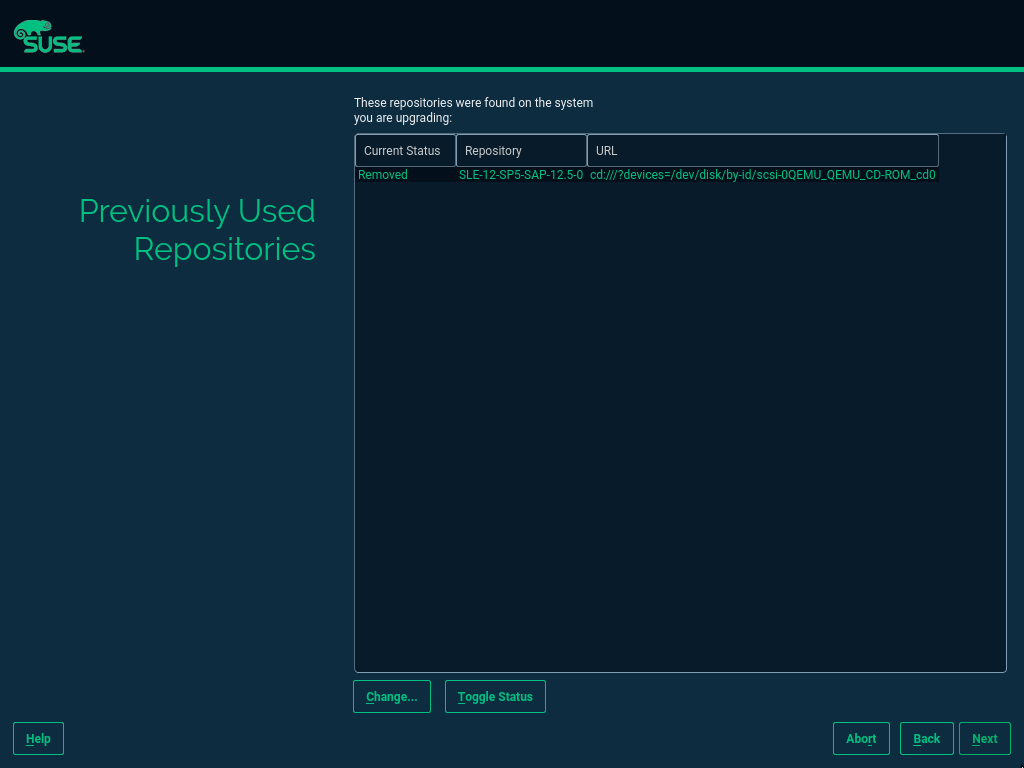 SUSE
These repositories were found on the system
you are upgrading:
Current Status Repository URL
Removed SLE-12-SP5-SAP-12.5-0 cd:///?devices=/dev/disk/by-id/scsi-0QEMU_QEMU_CD-ROM_cd0
Previously Used
Repositories
Change... Toggle Status
Help Abort Back Next